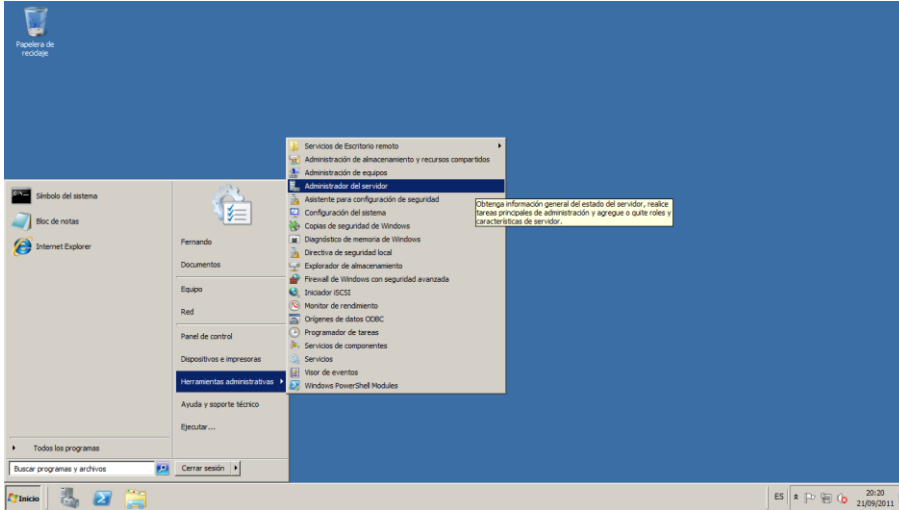 Papelera de
reciclaje
Servicios de Escritorio remoto
Administración de almacenamiento y recursos compartidos
Administración de equipos
Administrador del servidor
Asistente para configuración de seguridad
Configuración del sistema
Copias de seguridad de Windows
Diagnóstico de memoria de Windows
Directiva de seguridad local
Explorador de almacenamiento
Firewall de Windows con seguridad avanzada
Iniciador iSCSI
Monitor de rendimiento
Orígenes de datos ODBC
Programador de tareas
Servicios de componentes
Servicios
Visor de eventos
Windows PowerShell Modules
Obtenga información general del estado del servidor, realice
tareas principales de administración y agregue o quite roles y
características de servidor.
Símbolo del sistema
Bloc de notas
Internet Explorer
Fernando
Documentos
Equipo
Red
Panel de control
Dispositivos e impresoras
Herramientas administrativas
Ayuda y soporte técnico
Ejecutar...
Todos los programas
Buscar programas y archivos
Cerrar sesión
Inicio
ES
20:20
21/09/2011